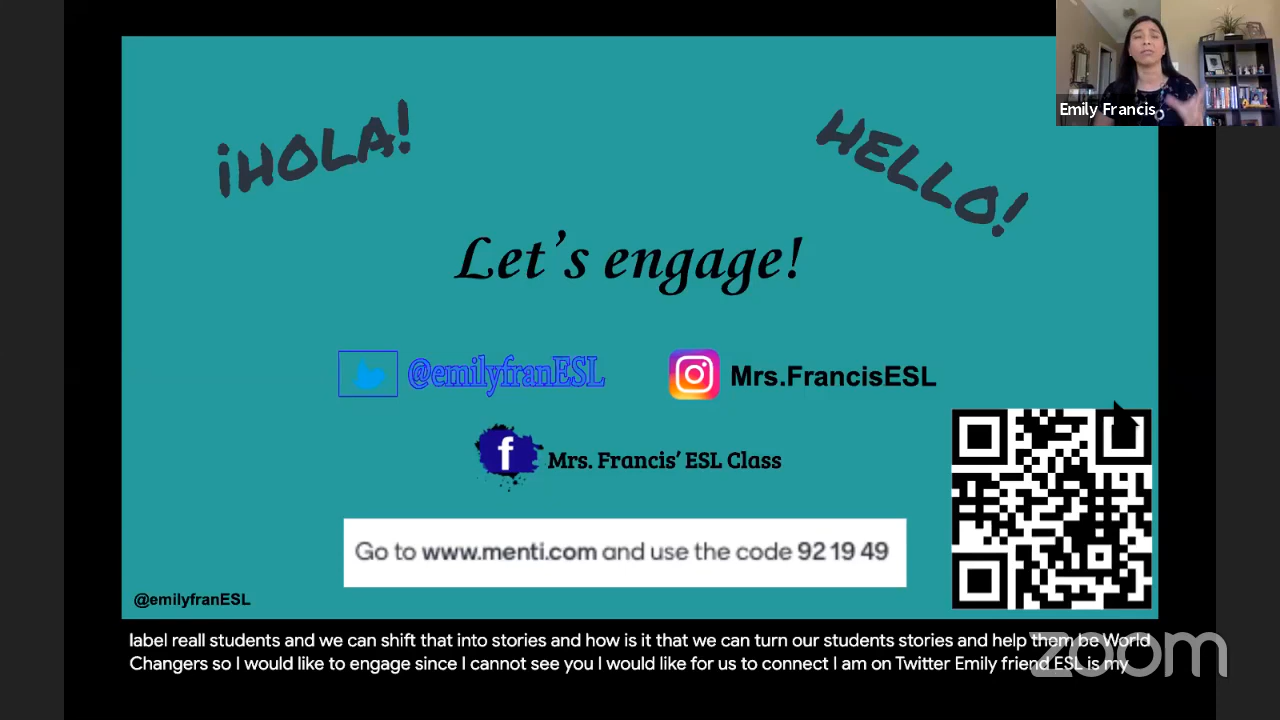 Emily Francis
¡HOLA!
HELLO!
Let's engage!
@emilyfranESL
Mrs.FrancisESL
f Mrs. Francis' ESL Class
Go to www.menti.com and use the code 92 19 49
@emilyfranESL
label reall students and we can shift that into stories and how is it that we can turn our students stories and help them be World
Changers so I would like to engage since I cannot see you I would like for us to connect I am on Twitter Emily friend ESL is my
zoom